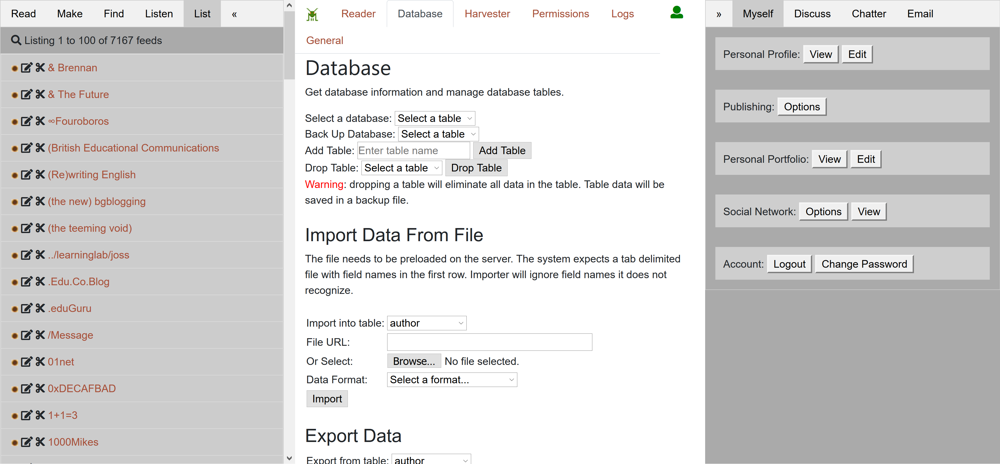 Read Make Find Listen List «
Listing 1 to 100 of 7167 feeds
& Brennan
& The Future
∞Fouroboros
(British Educational Communications
(Re)writing English
(the new) bgblogging
(the teeming void)
../learninglab/joss
.Edu.Co.Blog
.eduGuru
/Message
01net
0xDECAFBAD
1+1=3
1000Mikes
Reader Database Harvester Permissions Logs
General
Database
Get database information and manage database tables.
Select a database: Select a table
Back Up Database: Select a table
Add Table: Enter table name Add Table
Drop Table: Select a table Drop Table
Warning: dropping a table will eliminate all data in the table. Table data will be
saved in a backup file.
Import Data From File
The file needs to be preloaded on the server. The system expects a tab delimited
file with field names in the first row. Importer will ignore field names it does not
recognize.
Import into table: author
File URL:
Or Select: Browse... No file selected.
Data Format: Select a format...
Import
Export Data
Export from table: author
» Myself Discuss Chatter Email
Personal Profile: View Edit
Publishing: Options
Personal Portfolio: View Edit
Social Network: Options View
Account: Logout Change Password